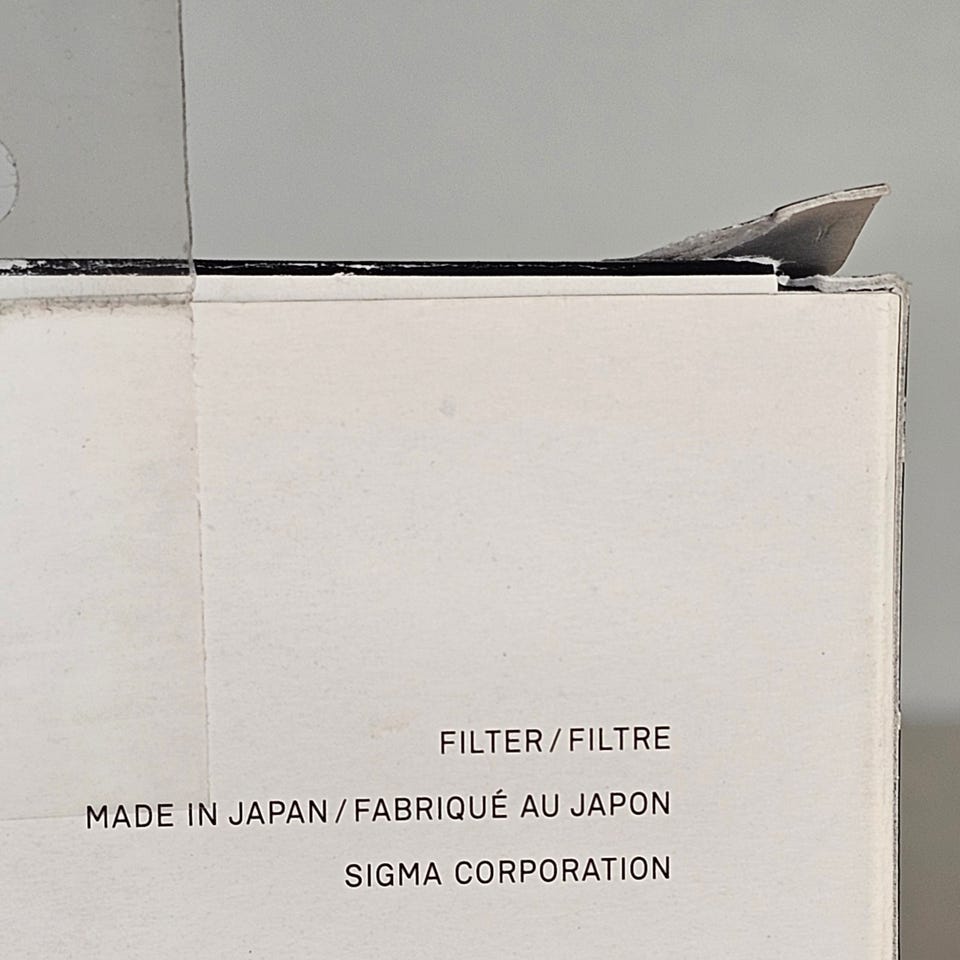 FILTER/FILTRE
MADE IN JAPAN/FABRIQUÉ AU JAPON
SIGMA CORPORATION